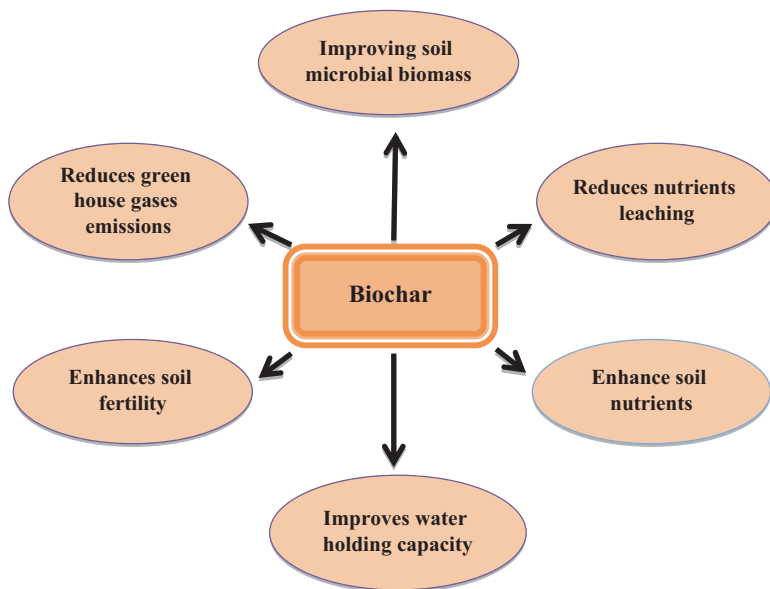 Improving soil
microbial biomass
Reduces green
house gases
emissions
Reduces nutrients
leaching
Biochar
Enhances soil
fertility
Enhance soil
nutrients
Improves water
holding capacity